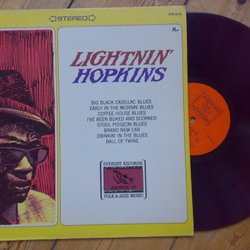 STEREO
LIGHTNIN'
HOPKINS
BIG BLACK CADILLAC BLUES
EARLY IN THE MORNIN' BLUES
COFFEE HOUSE BLUES
I'VE BEEN BUKED AND SCORNED
STOOL PIDGEON BLUES
BRAND NEW CAR
DRINKIN' IN THE BLUES
BALL OF TWINE
EVEREST RECORDS
FOLK & JAZZ MUSIC